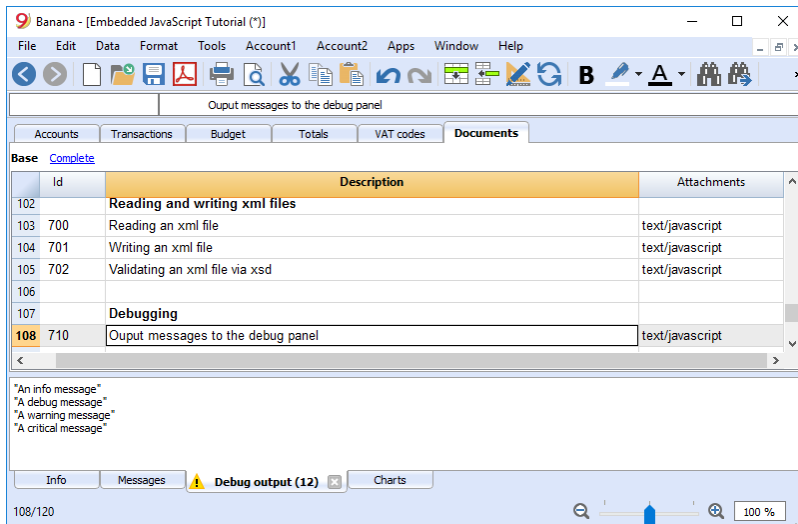 Banana - [Embedded JavaScript Tutorial (*)]
File Edit Data Format Tools Account1 Account2 Apps Window Help
B A
Ouput messages to the debug panel
Accounts Transactions Budget Totals VAT codes Documents
Base Complete
Id Description Attachments
102 Reading and writing xml files
103 700 Reading an xml file text/javascript
104 701 Writing an xml file text/javascript
105 702 Validating an xml file via xsd text/javascript
106
107 Debugging
108 710 Ouput messages to the debug panel text/javascript
"An info message"
"A debug message"
"A warning message"
"A critical message"
Info Messages Debug output (12) Charts
108/120 100 %